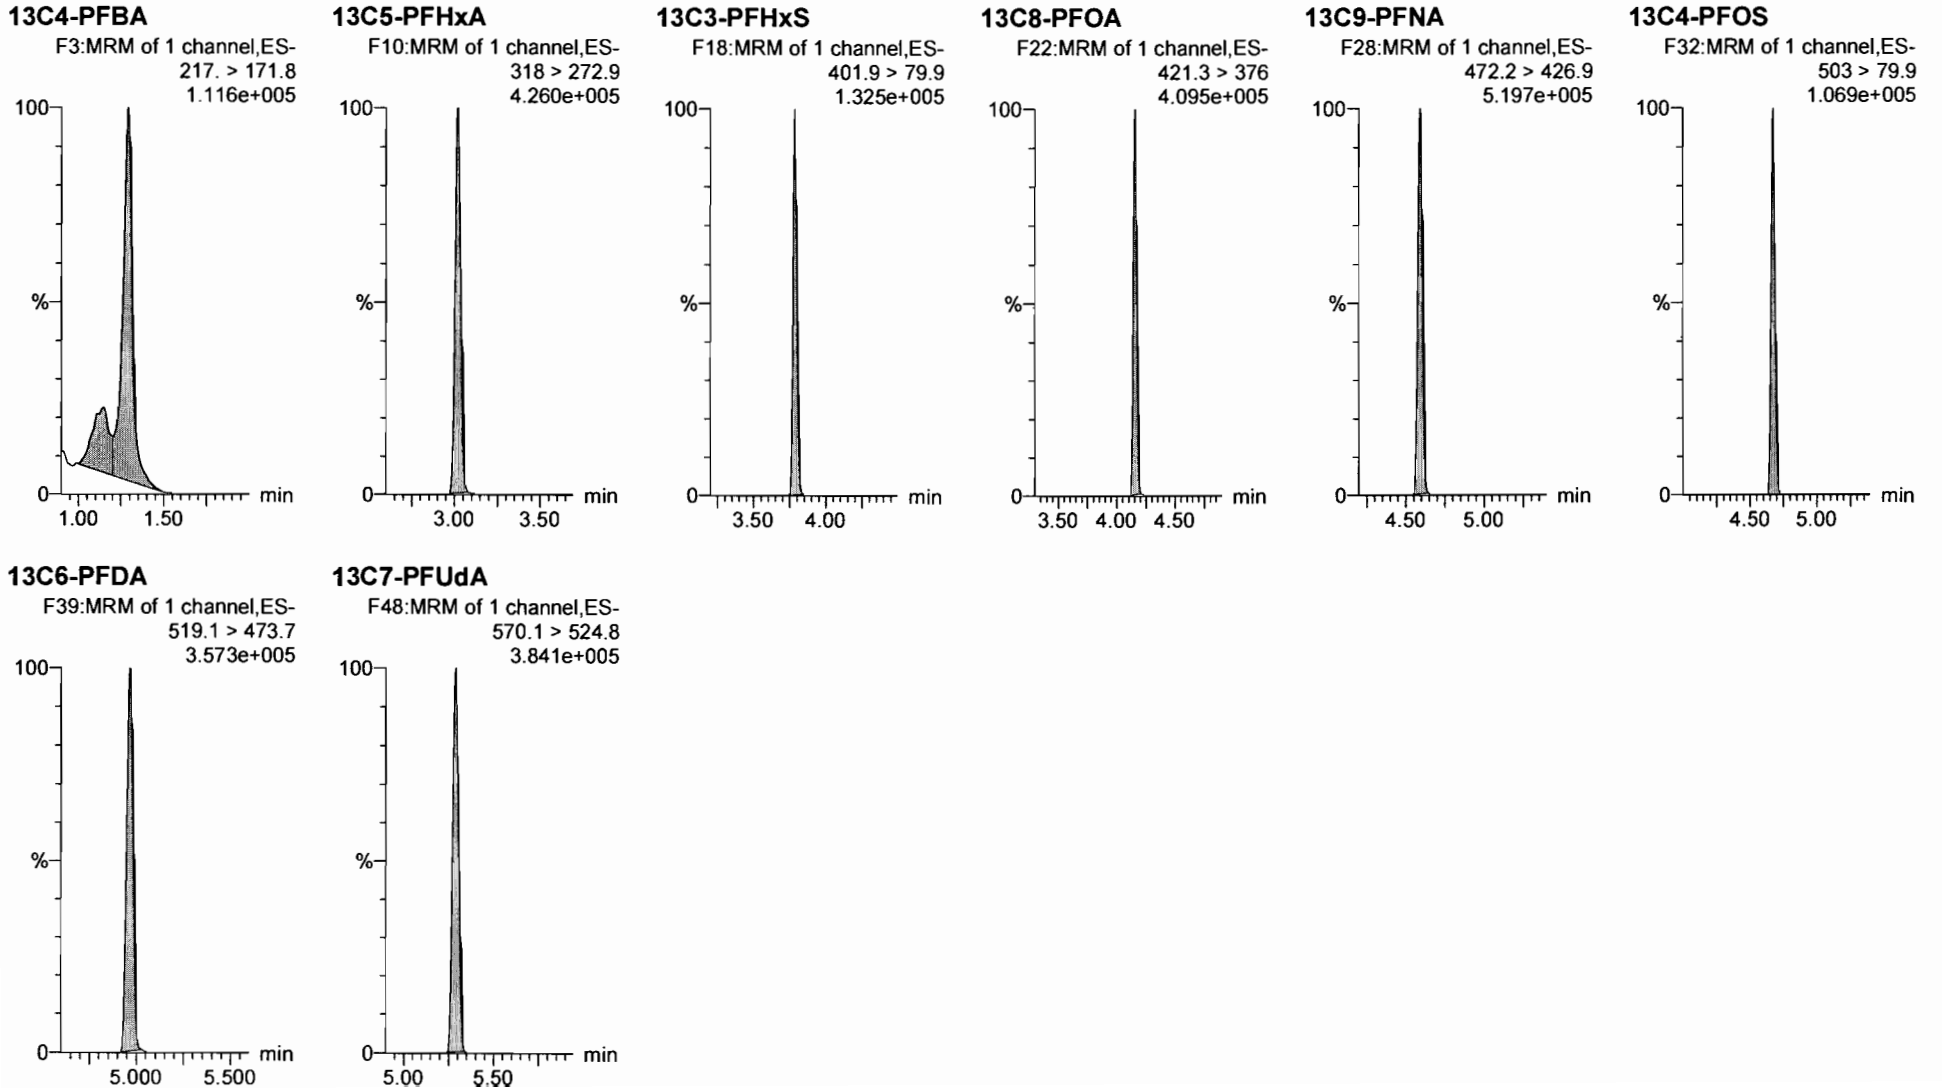 13C4-PFBA
F3:MRM of 1 channel,ES-
217. > 171.8
1.116e+005
100
%
0
min
1.00 1.50
13C5-PFHxA
F10:MRM of 1 channel,ES-
318 > 272.9
4.260e+005
100
%
0
min
3.00 3.50
13C3-PFHxS
F18:MRM of 1 channel,ES-
401.9 > 79.9
1.325e+005
100
%
0
min
3.50 4.00
13C8-PFOA
F22:MRM of 1 channel,ES-
421.3 > 376
4.095e+005
100
%
0
min
3.50 4.00 4.50
13C9-PFNA
F28:MRM of 1 channel,ES-
472.2 > 426.9
5.197e+005
100
%
0
min
4.50 5.00
13C4-PFOS
F32:MRM of 1 channel,ES-
503 > 79.9
1.069e+005
100
%
0
min
4.50 5.00
13C6-PFDA
F39:MRM of 1 channel,ES-
519.1 > 473.7
3.573e+005
100
%
0
min
5.000 5.500
13C7-PFUdA
F48:MRM of 1 channel,ES-
570.1 > 524.8
3.841e+005
100
%
0
min
5.00 5.50